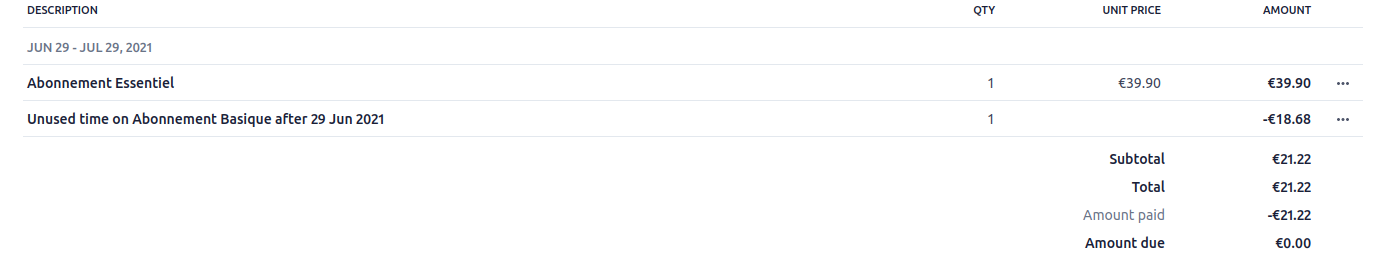 DESCRIPTION QTY UNIT PRICE AMOUNT
JUN 29 - JUL 29, 2021
Abonnement Essentiel 1 €39.90 €39.90
Unused time on Abonnement Basique after 29 Jun 2021 1 -€18.68
Subtotal €21.22
Total €21.22
Amount paid -€21.22
Amount due €0.00